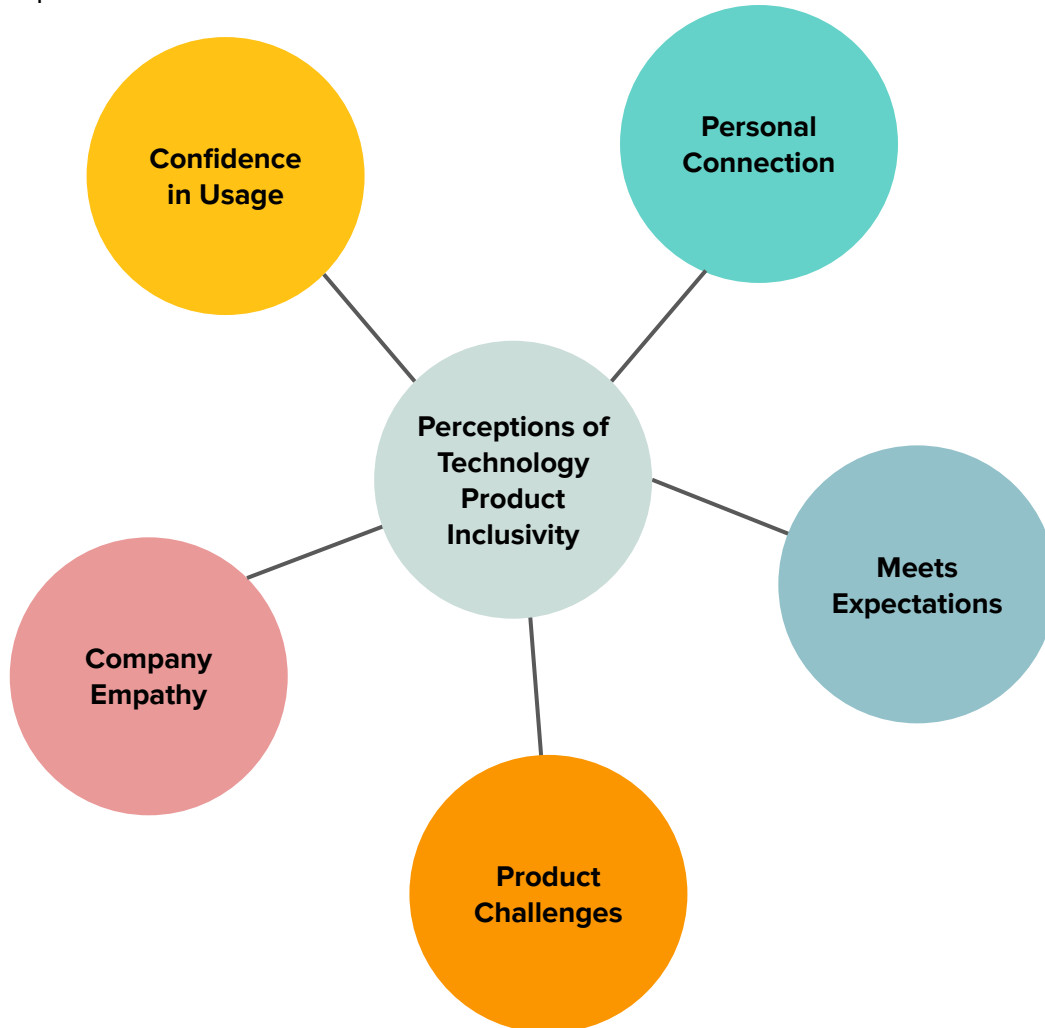 Personal
Connection
Confidence
in Usage
Perceptions of
Technology
Product
Inclusivity
Meets
Expectations
Company
Empathy
Product
Challenges